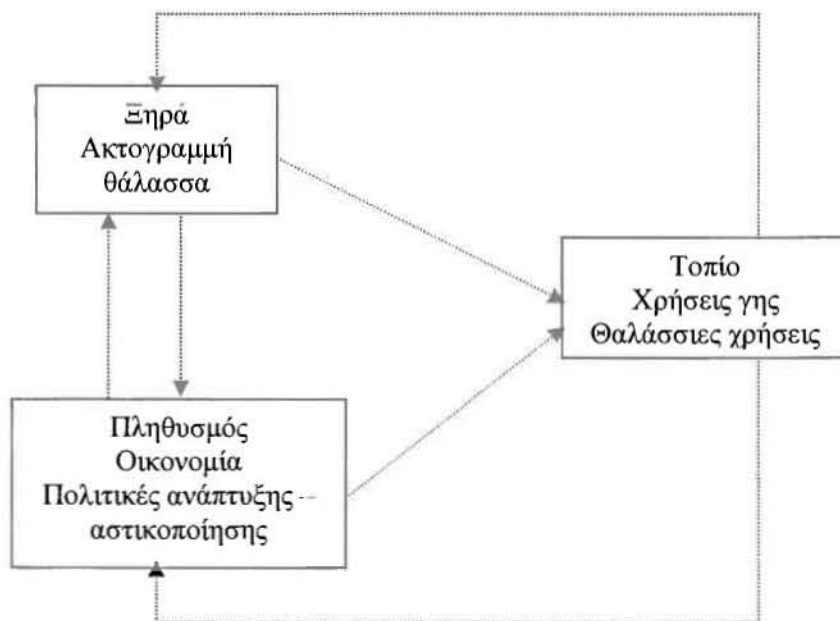 Ξηρά
Ακτογραμμή
θάλασσα
Τοπίο
Χρήσεις γης
Θαλάσσιες χρήσεις
Πληθυσμός
Οικονομία
Πολιτικές ανάπτυξης –
αστικοποίησης